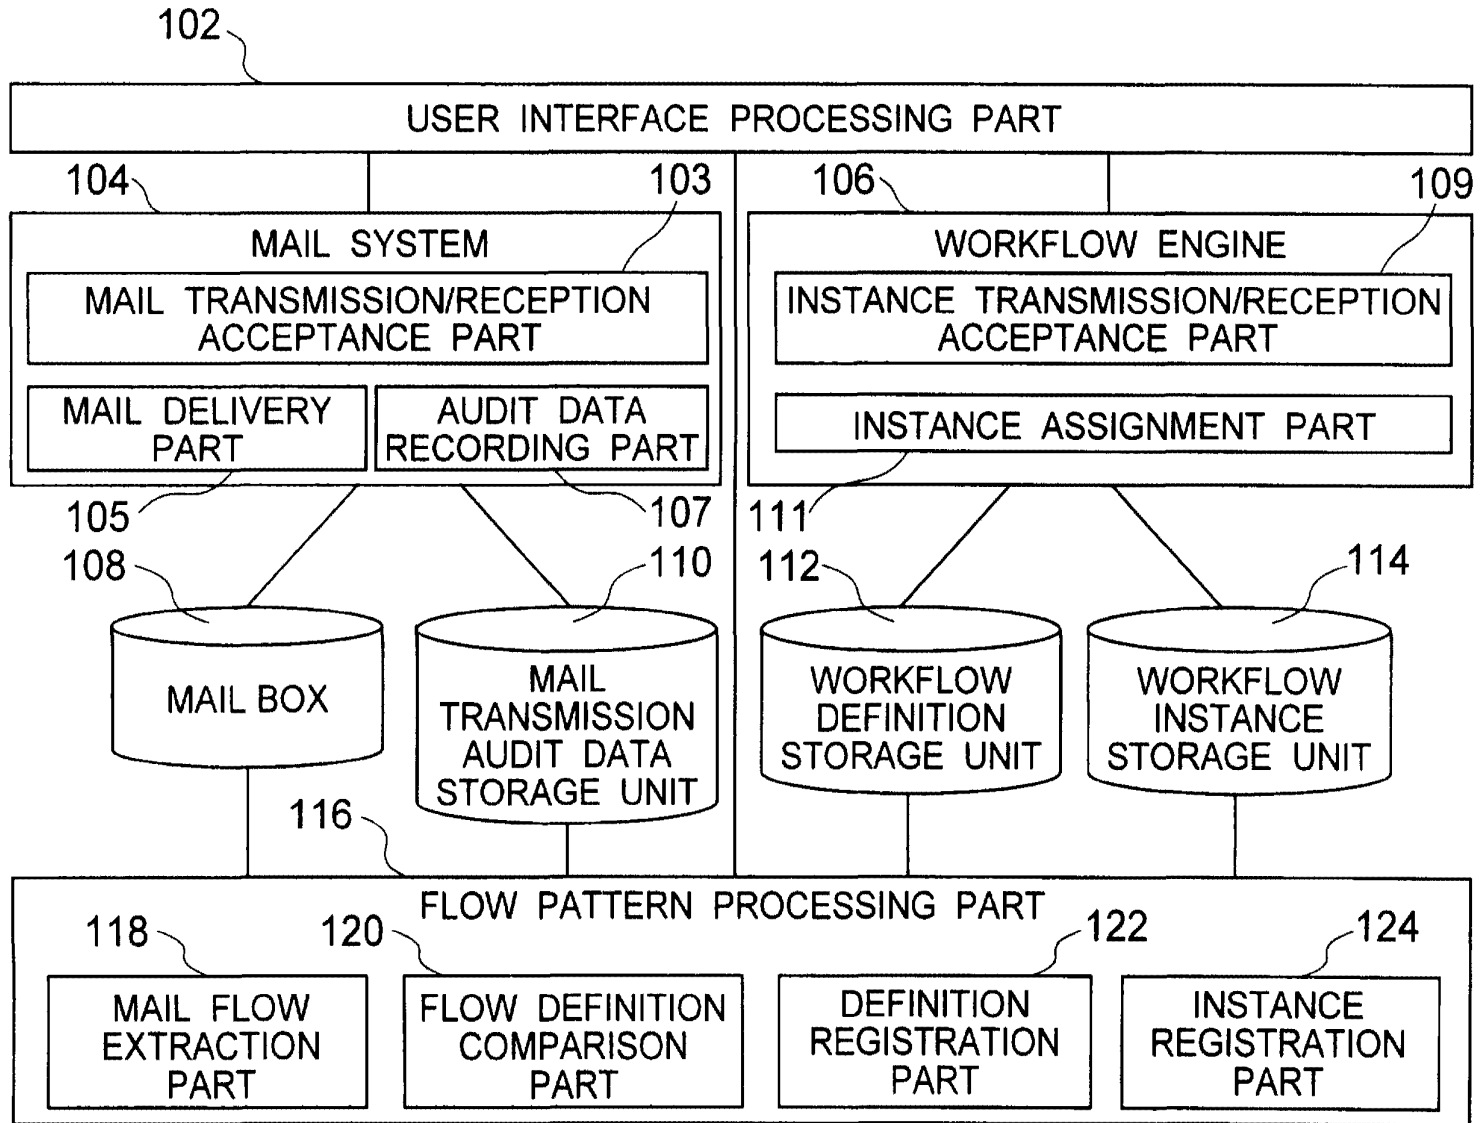 102
USER INTERFACE PROCESSING PART
104
103
106
109
MAIL SYSTEM
MAIL TRANSMISSION/RECEPTION
ACCEPTANCE PART
MAIL DELIVERY
PART
AUDIT DATA
RECORDING PART
WORKFLOW ENGINE
INSTANCE TRANSMISSION/RECEPTION
ACCEPTANCE PART
INSTANCE ASSIGNMENT PART
105
107
111
108
110
112
114
MAIL BOX
MAIL
TRANSMISSION
AUDIT DATA
STORAGE UNIT
WORKFLOW
DEFINITION
STORAGE UNIT
WORKFLOW
INSTANCE
STORAGE UNIT
116
FLOW PATTERN PROCESSING PART
118
120
122
124
MAIL FLOW
EXTRACTION
PART
FLOW DEFINITION
COMPARISON
PART
DEFINITION
REGISTRATION
PART
INSTANCE
REGISTRATION
PART